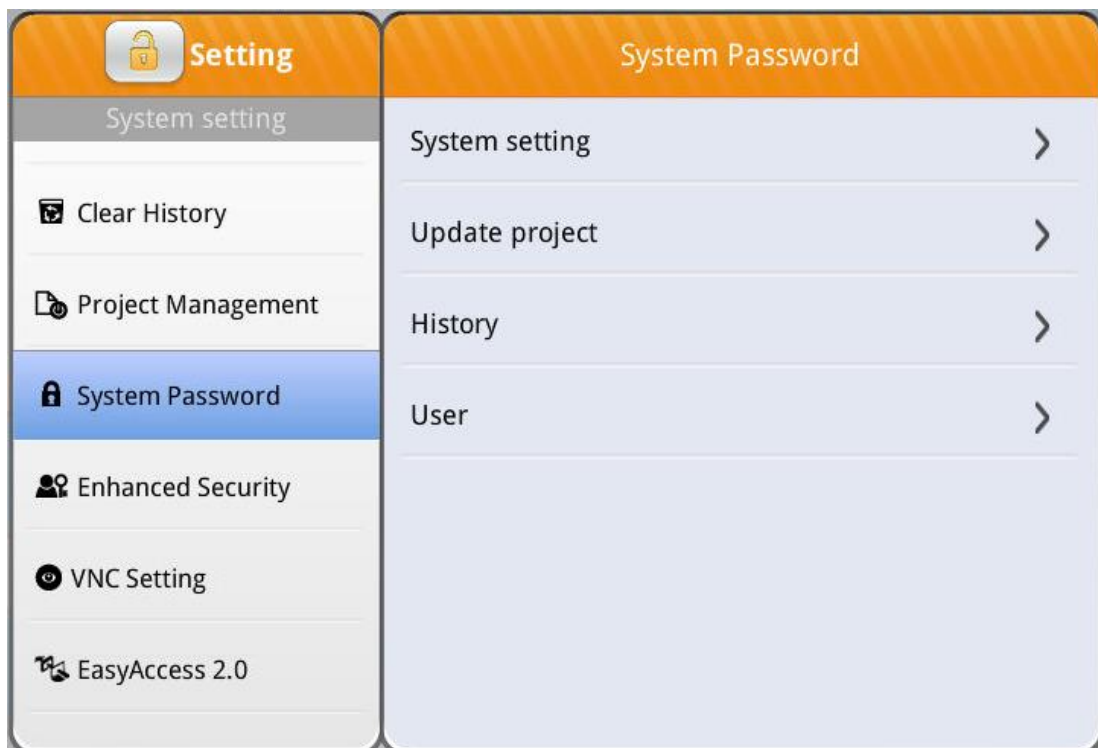 Setting
System setting
Clear History
Project Management
System Password
Enhanced Security
VNC Setting
EasyAccess 2.0
System Password
System setting
Update project
History
User